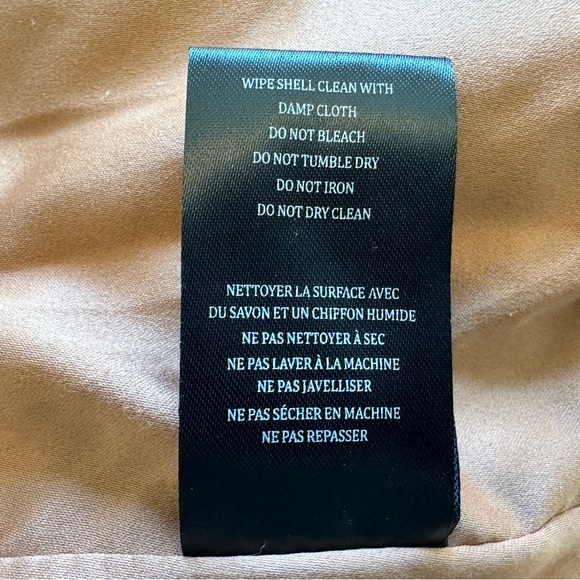 WIPE SHELL CLEAN WITH
DAMP CLOTH
DO NOT BLEACH
DO NOT TUMBLE DRY
DO NOT IRON
DO NOT DRY CLEAN
NETTOYER LA SURFACE AVEC
DU SAVON ET UN CHIFFON HUMIDE
NE PAS NETTOYER À SEC
NE PAS LAVER À LA MACHINE
NE PAS JAVELLISER
NE PAS SÉCHER EN MACHINE
NE PAS REPASSER